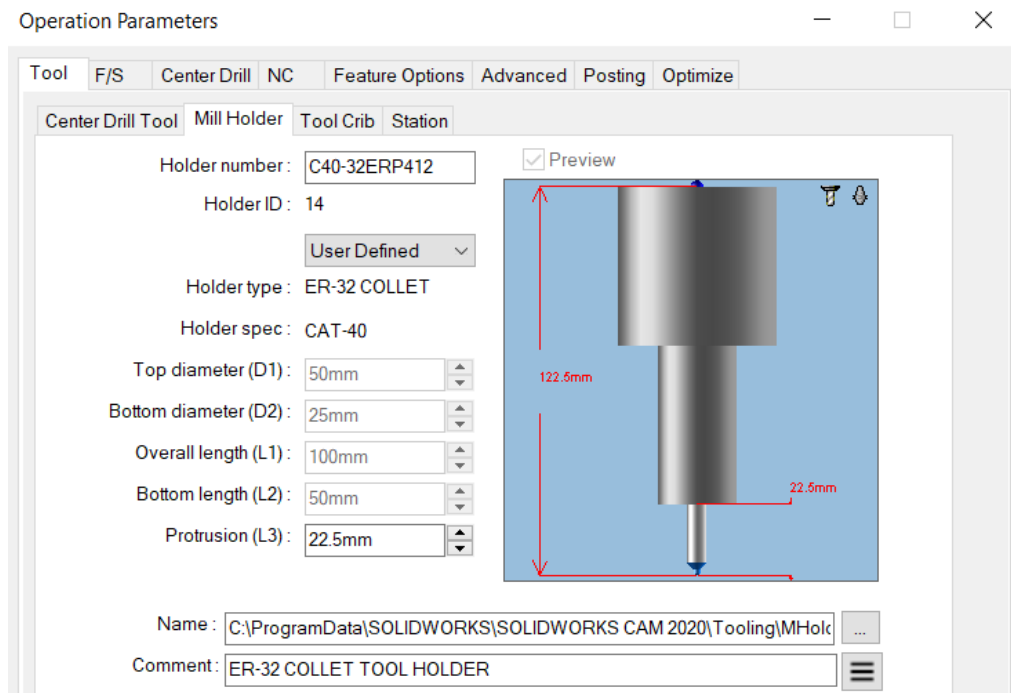 Operation Parameters
Tool F/S Center Drill NC Feature Options Advanced Posting Optimize
Center Drill Tool Mill Holder Tool Crib Station
Holder number : C40-32ERP412
Preview
Holder ID : 14
User Defined
Holder type : ER-32 COLLET
Holder spec : CAT-40
Top diameter (D1) : 50mm
122.5mm
Bottom diameter (D2) : 25mm
Overall length (L1) : 100mm
Bottom length (L2) : 50mm
22.5mm
Protrusion (L3) : 22.5mm
Name : C:\ProgramData\SOLIDWORKS\SOLIDWORKS CAM 2020\Tooling\MHolc ...
Comment : ER-32 COLLET TOOL HOLDER